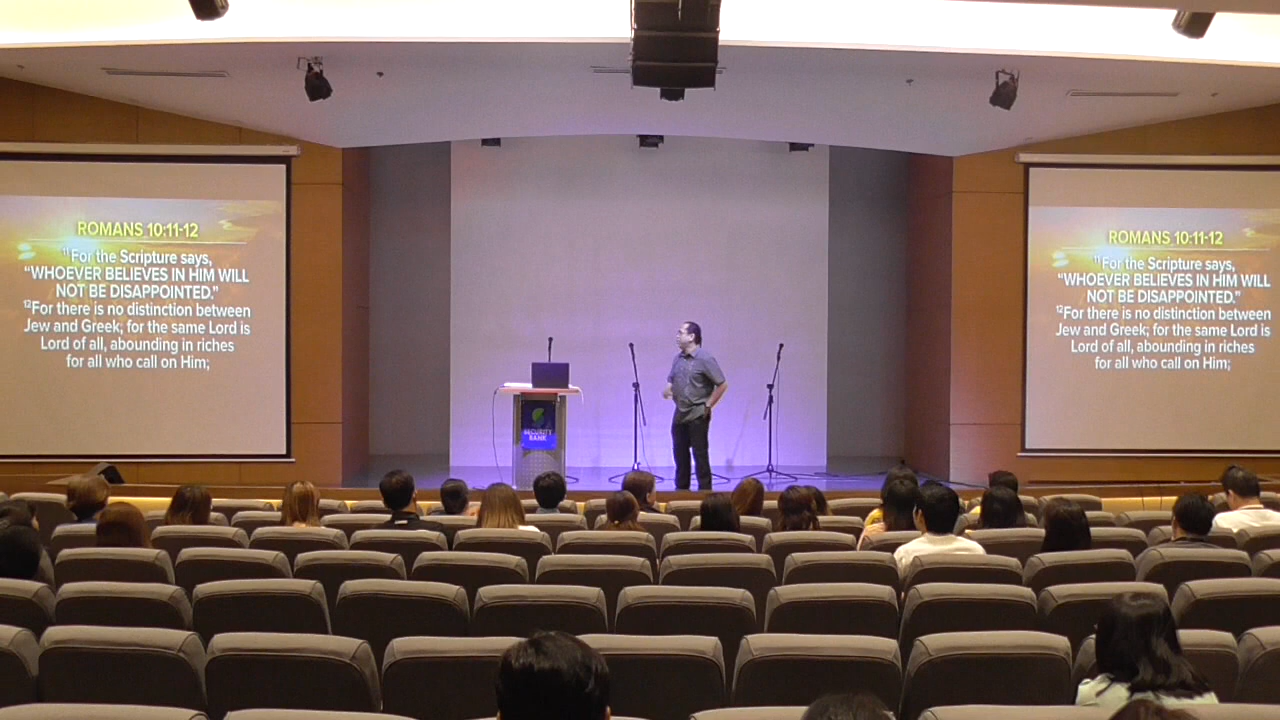 ROMANS 10:11-12
11For the Scripture says,
"WHOEVER BELIEVES IN HIM WILL
NOT BE DISAPPOINTED."
12For there is no distinction between
Jew and Greek; for the same Lord is
Lord of all, abounding in riches
for all who call on Him;
SECURITY
BANK
ROMANS 10:11-12
11For the Scripture says,
"WHOEVER BELIEVES IN HIM WILL
NOT BE DISAPPOINTED."
12For there is no distinction between
Jew and Greek; for the same Lord is
Lord of all, abounding in riches
for all who call on Him;